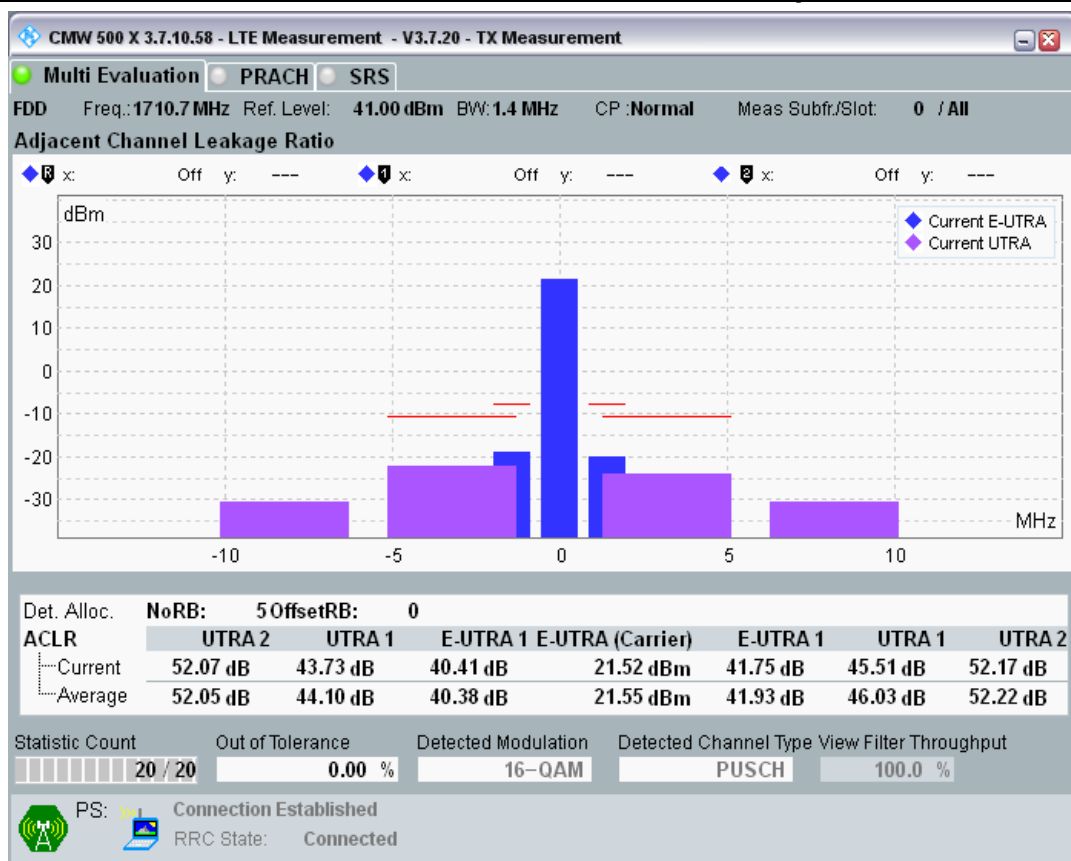 CMW 500 X 3.7.10.58 - LTE Measurement - V3.7.20 - TX Measurement
Multi Evaluation PRACH SRS
FDD Freq.: 1710.7 MHz Ref. Level: 41.00 dBm BW: 1.4 MHz CP :Normal Meas Subfr./Slot: 0 / All
Adjacent Channel Leakage Ratio
R x: Off y: --- 1 x: Off y: --- 2 x: Off y: ---
dBm
Current E-UTRA
Current UTRA
30
20
10
0
-10
-20
-30
MHz
-10 -5 0 5 10
Det. Alloc. NoRB: 5 OffsetRB: 0
ACLR UTRA 2 UTRA 1 E-UTRA 1 E-UTRA (Carrier) E-UTRA 1 UTRA 1 UTRA 2
Current 52.07 dB 43.73 dB 40.41 dB 21.52 dBm 41.75 dB 45.51 dB 52.17 dB
Average 52.05 dB 44.10 dB 40.38 dB 21.55 dBm 41.93 dB 46.03 dB 52.22 dB
Statistic Count Out of Tolerance Detected Modulation Detected Channel Type View Filter Throughput
20 / 20 0.00 % 16-QAM PUSCH 100.0 %
PS: Connection Established
RRC State: Connected